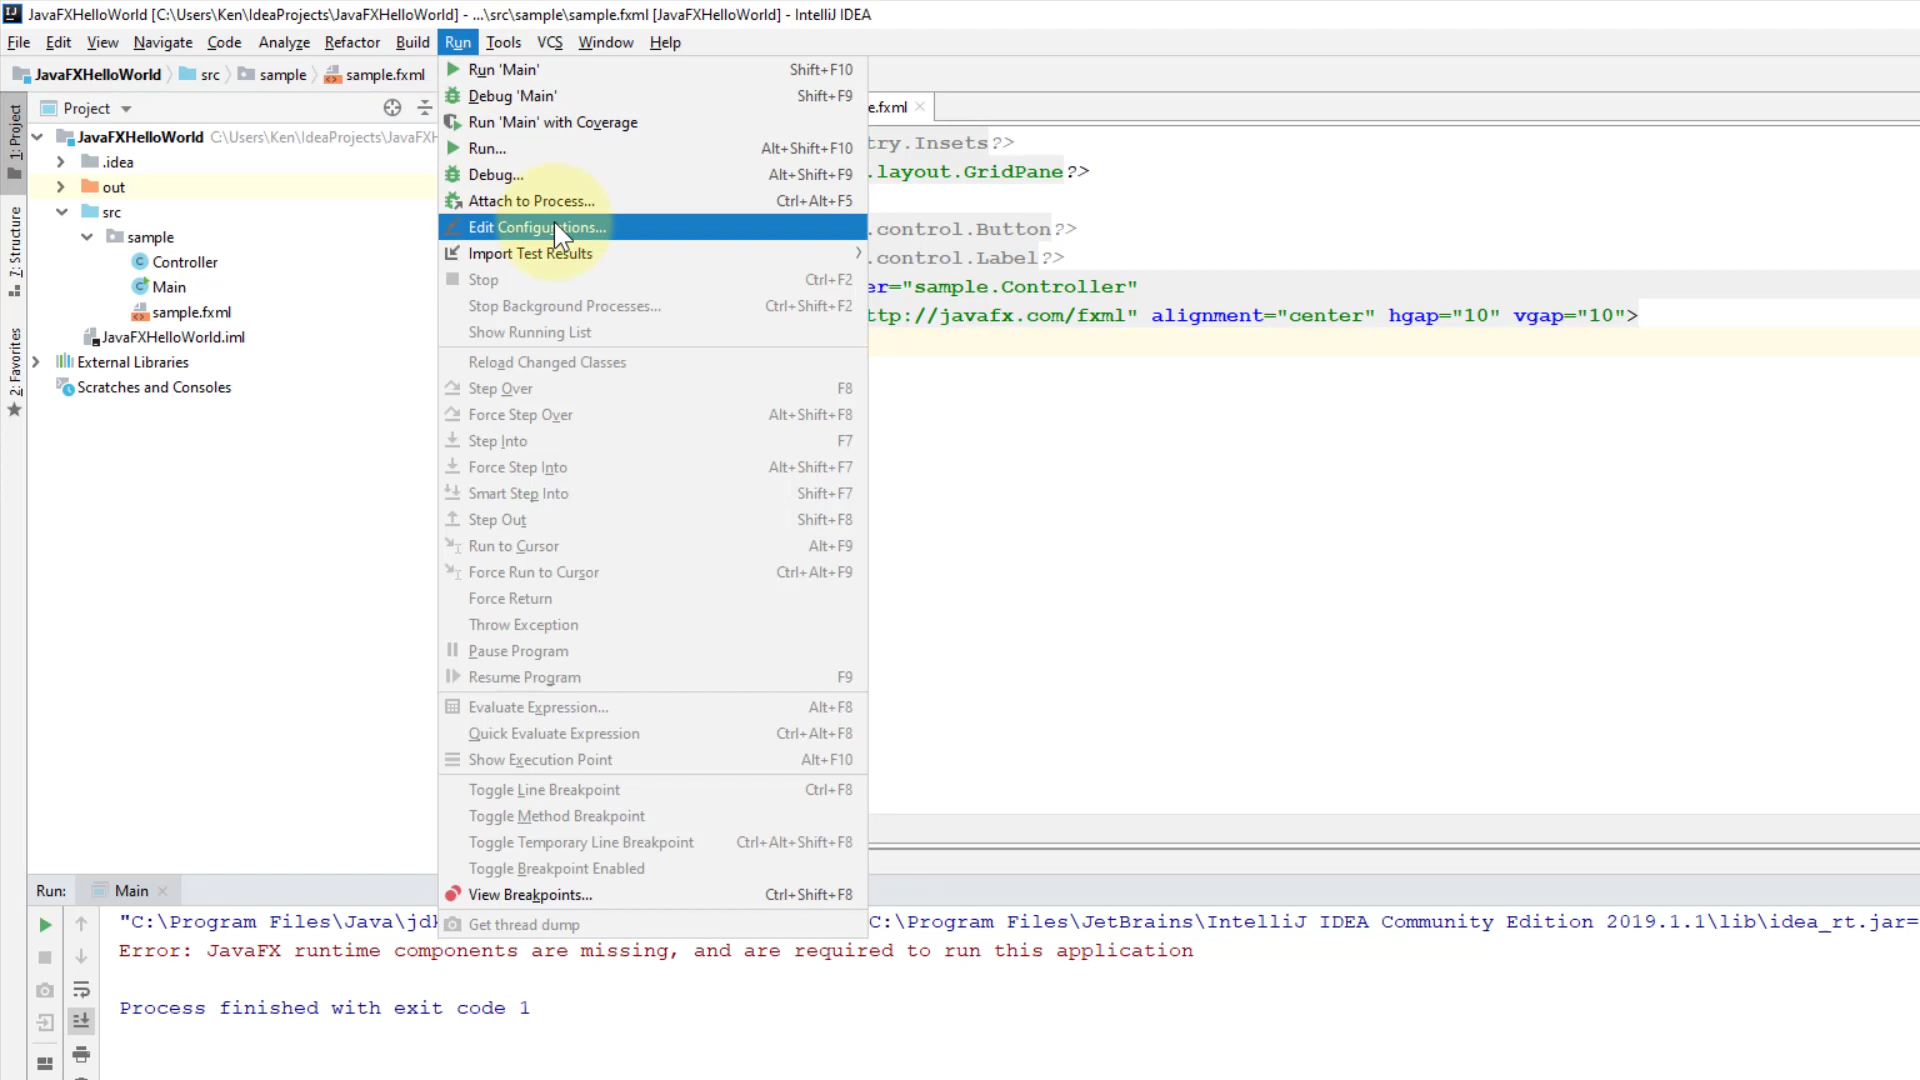 JavaFXHelloWorld [C:\Users\Ken\IdeaProjects\JavaFXHelloWorld] - ...\src\sample\sample.fxml [JavaFXHelloWorld] - IntelliJ IDEA
File Edit View Navigate Code Analyze Refactor Build Run Tools VCS Window Help
JavaFXHelloWorld src sample sample.fxml
Project
1: Project
7: Structure
2: Favorites
JavaFXHelloWorld C:\Users\Ken\IdeaProjects\JavaFXH
.idea
out
src
sample
Controller
Main
sample.fxml
JavaFXHelloWorld.iml
External Libraries
Scratches and Consoles
Run 'Main' Shift+F10
Debug 'Main' Shift+F9
Run 'Main' with Coverage
Run... Alt+Shift+F10
Debug... Alt+Shift+F9
Attach to Process... Ctrl+Alt+F5
Edit Configurations...
Import Test Results
Stop Ctrl+F2
Stop Background Processes... Ctrl+Shift+F2
Show Running List
Reload Changed Classes
Step Over F8
Force Step Over Alt+Shift+F8
Step Into F7
Force Step Into Alt+Shift+F7
Smart Step Into Shift+F7
Step Out Shift+F8
Run to Cursor Alt+F9
Force Run to Cursor Ctrl+Alt+F9
Force Return
Throw Exception
Pause Program
Resume Program F9
Evaluate Expression... Alt+F8
Quick Evaluate Expression Ctrl+Alt+F8
Show Execution Point Alt+F10
Toggle Line Breakpoint Ctrl+F8
Toggle Method Breakpoint
Toggle Temporary Line Breakpoint Ctrl+Alt+Shift+F8
Toggle Breakpoint Enabled
View Breakpoints... Ctrl+Shift+F8
Get thread dump
e.fxml
try.Insets?>
.layout.GridPane?>
.control.Button?>
.control.Label?>
er="sample.Controller"
ttp://javafx.com/fxml" alignment="center" hgap="10" vgap="10">
Run: Main
"C:\Program Files\Java\jdk C:\Program Files\JetBrains\IntelliJ IDEA Community Edition 2019.1.1\lib\idea_rt.jar=
Error: JavaFX runtime components are missing, and are required to run this application
Process finished with exit code 1